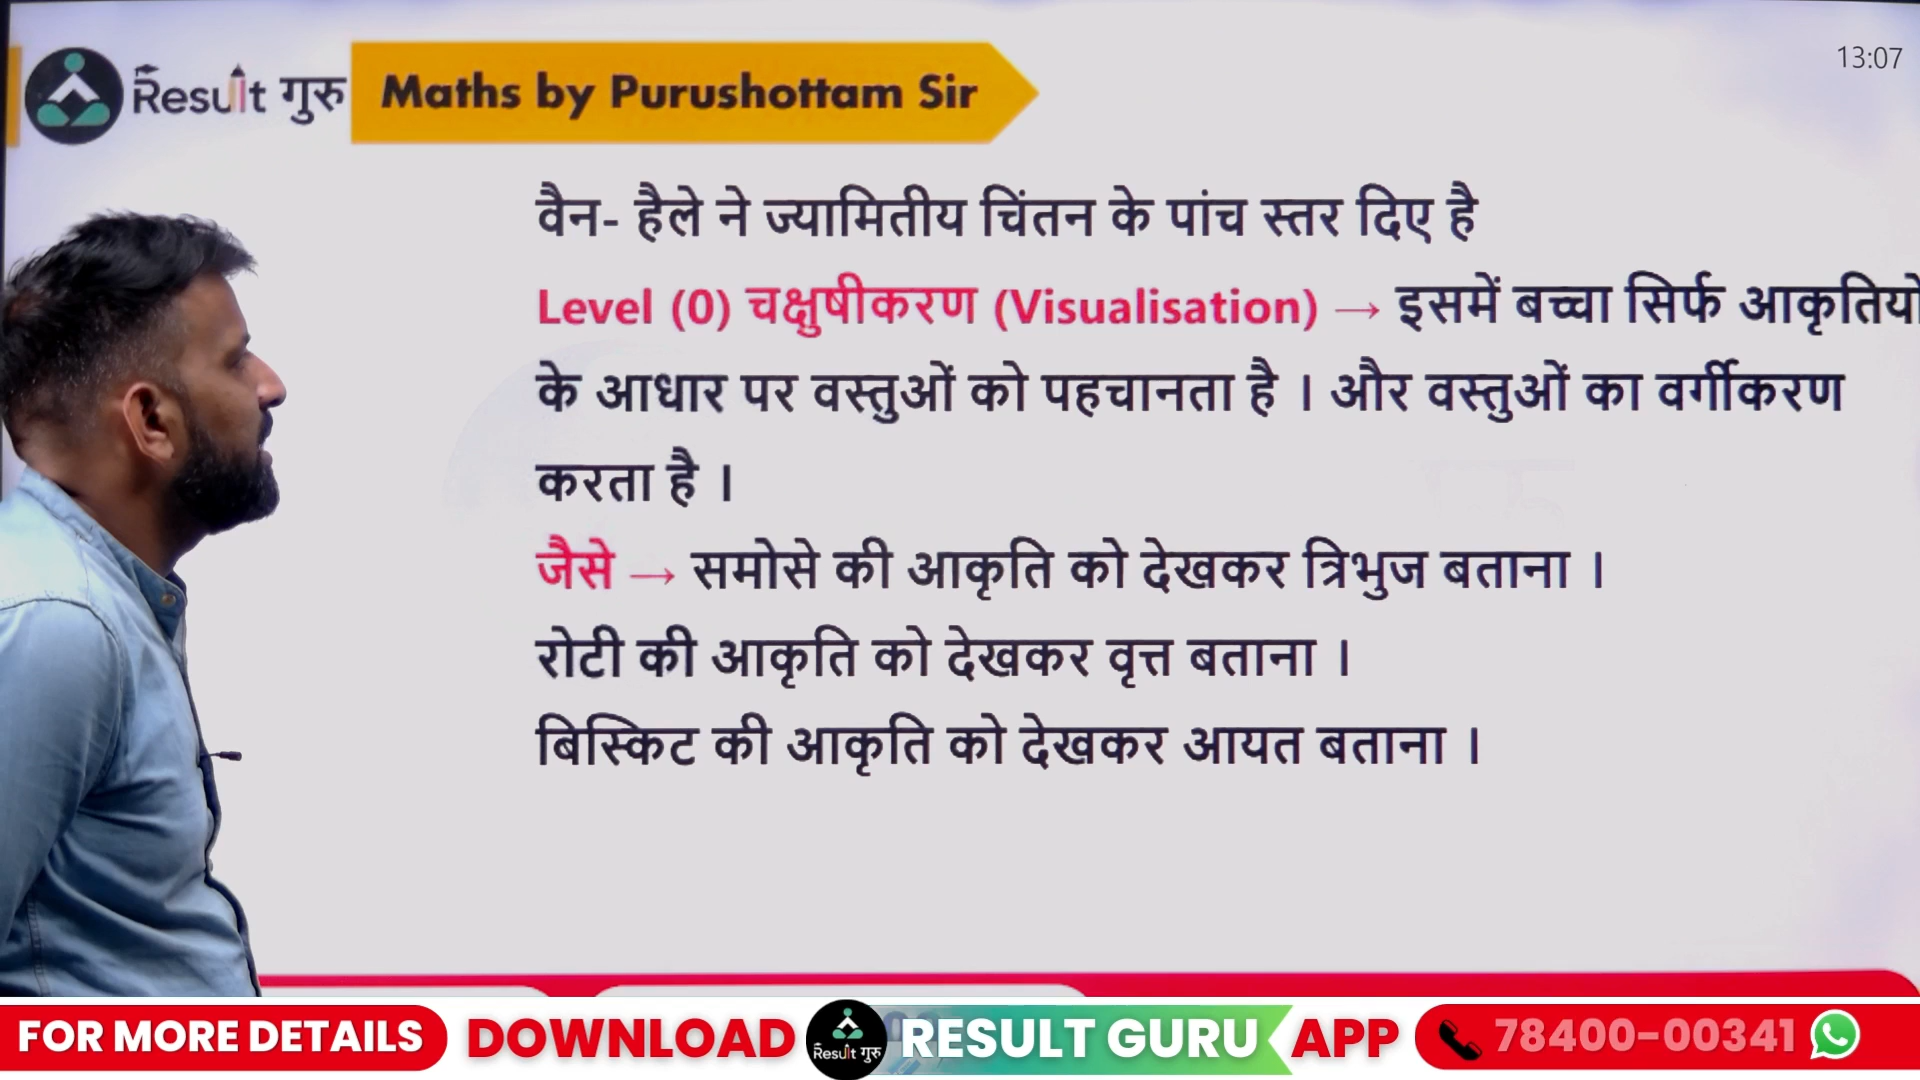 Result गुरु
Maths by Purushottam Sir
13:07
वैन- हैले ने ज्यामितीय चिंतन के पांच स्तर दिए है
Level (0) चक्षुषीकरण (Visualisation) → इसमें बच्चा सिर्फ आकृतियो
के आधार पर वस्तुओं को पहचानता है । और वस्तुओं का वर्गीकरण
करता है ।
जैसे → समोसे की आकृति को देखकर त्रिभुज बताना ।
रोटी की आकृति को देखकर वृत्त बताना ।
बिस्किट की आकृति को देखकर आयत बताना ।
FOR MORE DETAILS DOWNLOAD Result गुरु RESULT GURU APP 78400-00341